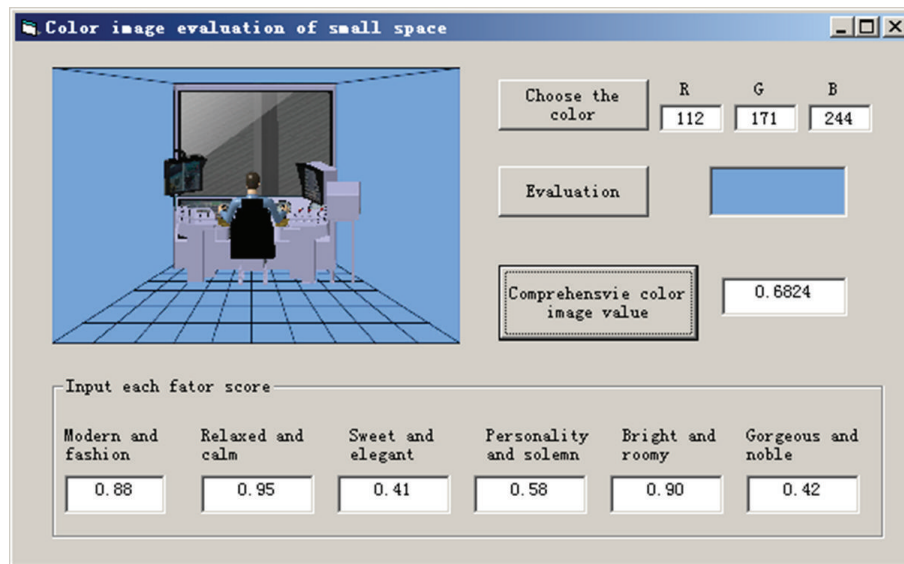 Color image evaluation of small space
Choose the
color
R G B
112 171 244
Evaluation
Comprehensvie color
image value
0.6824
Input each fator score
Modern and
fashion
Relaxed and
calm
Sweet and
elegant
Personality
and solemn
Bright and
roomy
Gorgeous and
noble
0.88 0.95 0.41 0.58 0.90 0.42